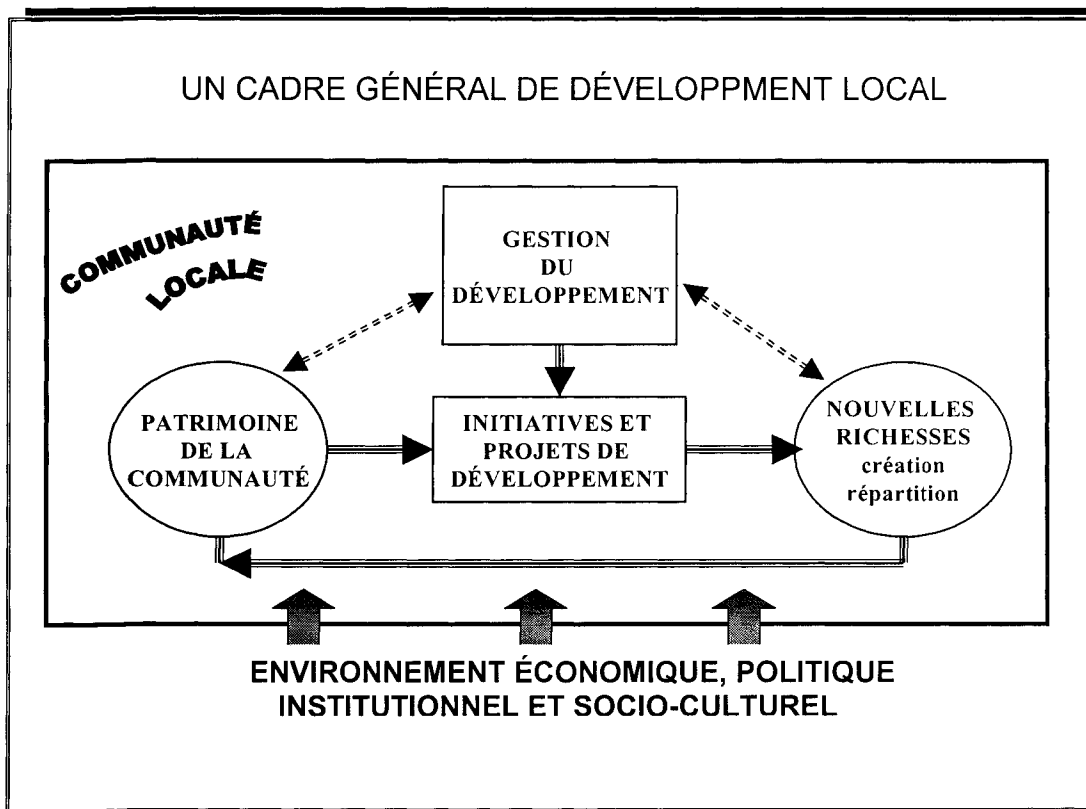 UN CADRE GÉNÉRAL DE DÉVELOPPMENT LOCAL
COMMUNAUTÉ
LOCALE
GESTION
DU
DÉVELOPPEMENT
PATRIMOINE
DE LA
COMMUNAUTÉ
INITIATIVES ET
PROJETS DE
DÉVELOPPEMENT
NOUVELLES
RICHESSES
création
répartition
ENVIRONNEMENT ÉCONOMIQUE, POLITIQUE
INSTITUTIONNEL ET SOCIO-CULTUREL